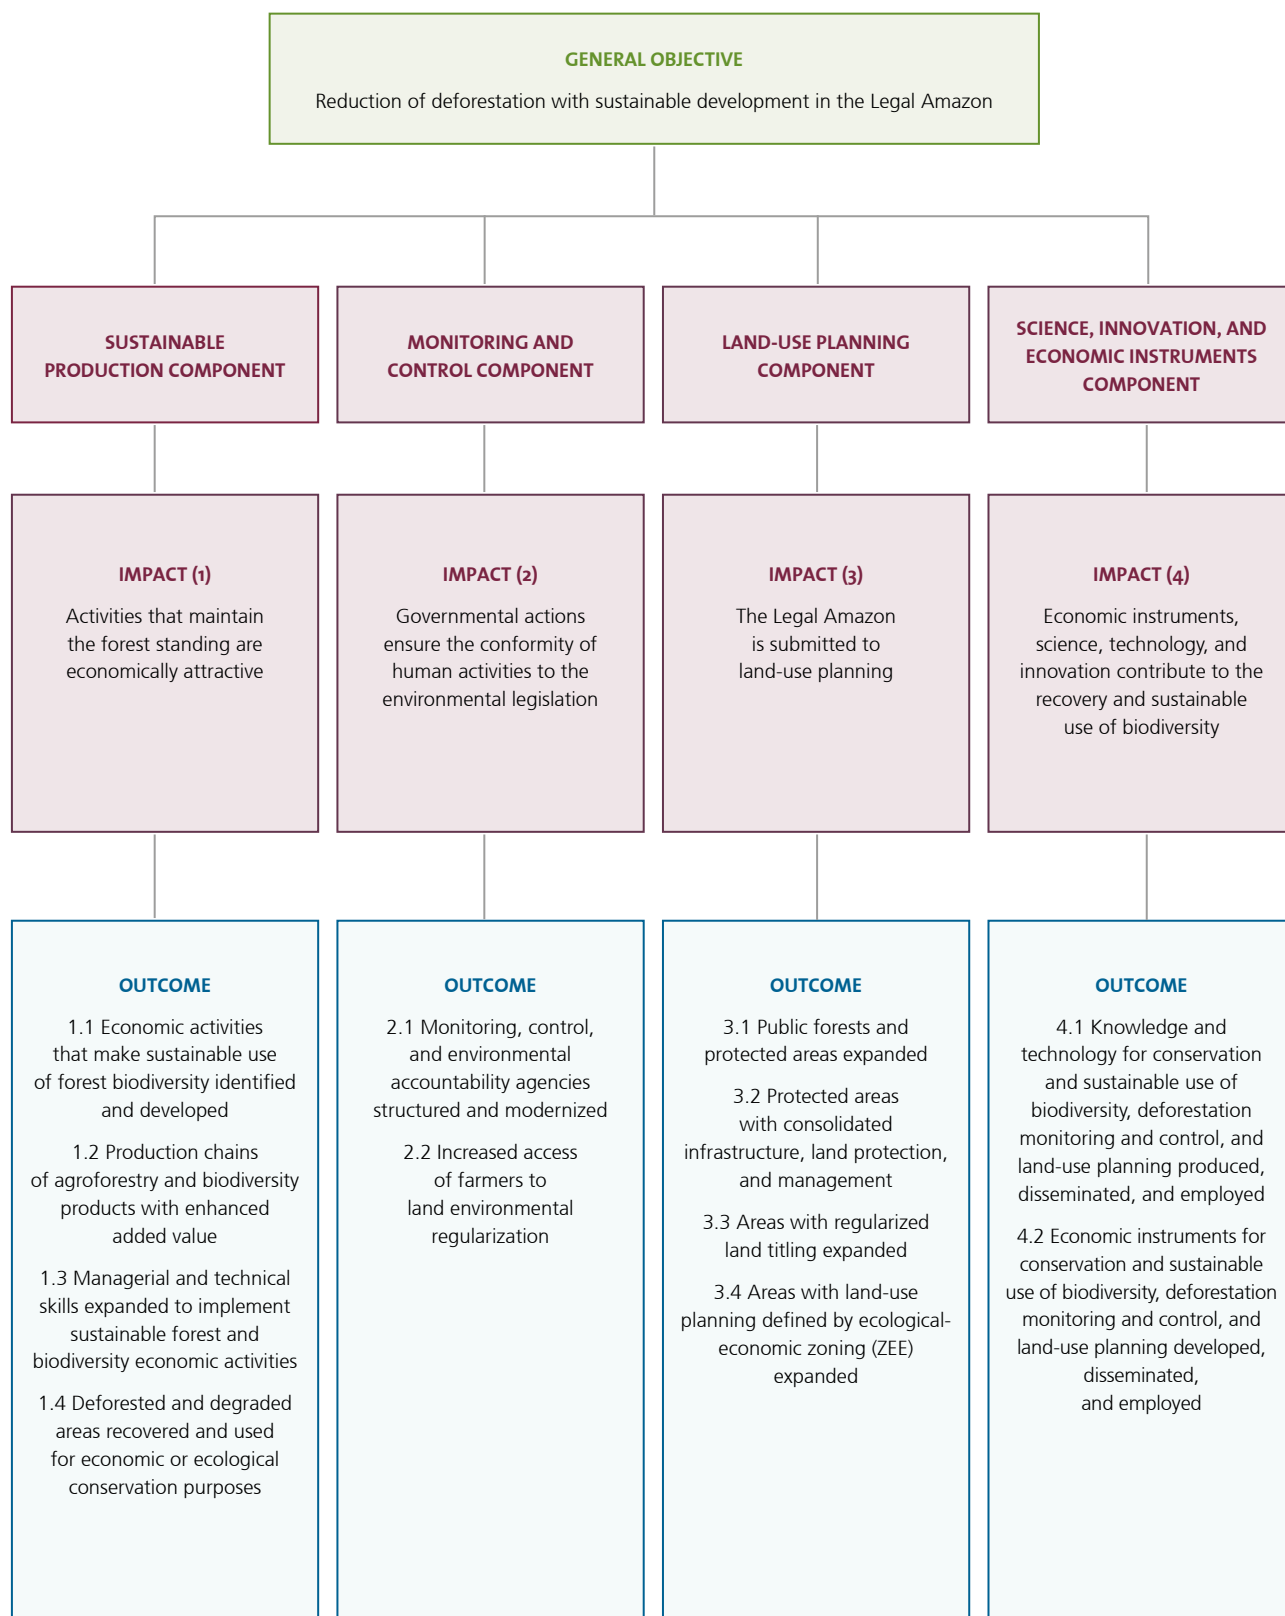 GENERAL OBJECTIVE
Reduction of deforestation with sustainable development in the Legal Amazon
SUSTAINABLE
PRODUCTION COMPONENT
MONITORING AND
CONTROL COMPONENT
LAND-USE PLANNING
COMPONENT
SCIENCE, INNOVATION, AND
ECONOMIC INSTRUMENTS
COMPONENT
IMPACT (1)
Activities that maintain
the forest standing are
economically attractive
IMPACT (2)
Governmental actions
ensure the conformity of
human activities to the
environmental legislation
IMPACT (3)
The Legal Amazon
is submitted to
land-use planning
IMPACT (4)
Economic instruments,
science, technology, and
innovation contribute to the
recovery and sustainable
use of biodiversity
OUTCOME
1.1 Economic activities
that make sustainable use
of forest biodiversity identified
and developed
1.2 Production chains
of agroforestry and biodiversity
products with enhanced
added value
1.3 Managerial and technical
skills expanded to implement
sustainable forest and
biodiversity economic activities
1.4 Deforested and degraded
areas recovered and used
for economic or ecological
conservation purposes
OUTCOME
2.1 Monitoring, control,
and environmental
accountability agencies
structured and modernized
2.2 Increased access
of farmers to
land environmental
regularization
OUTCOME
3.1 Public forests and
protected areas expanded
3.2 Protected areas
with consolidated
infrastructure, land protection,
and management
3.3 Areas with regularized
land titling expanded
3.4 Areas with land-use
planning defined by ecological-
economic zoning (ZEE)
expanded
OUTCOME
4.1 Knowledge and
technology for conservation
and sustainable use of
biodiversity, deforestation
monitoring and control, and
land-use planning produced,
disseminated, and employed
4.2 Economic instruments for
conservation and sustainable
use of biodiversity, deforestation
monitoring and control, and
land-use planning developed,
disseminated,
and employed